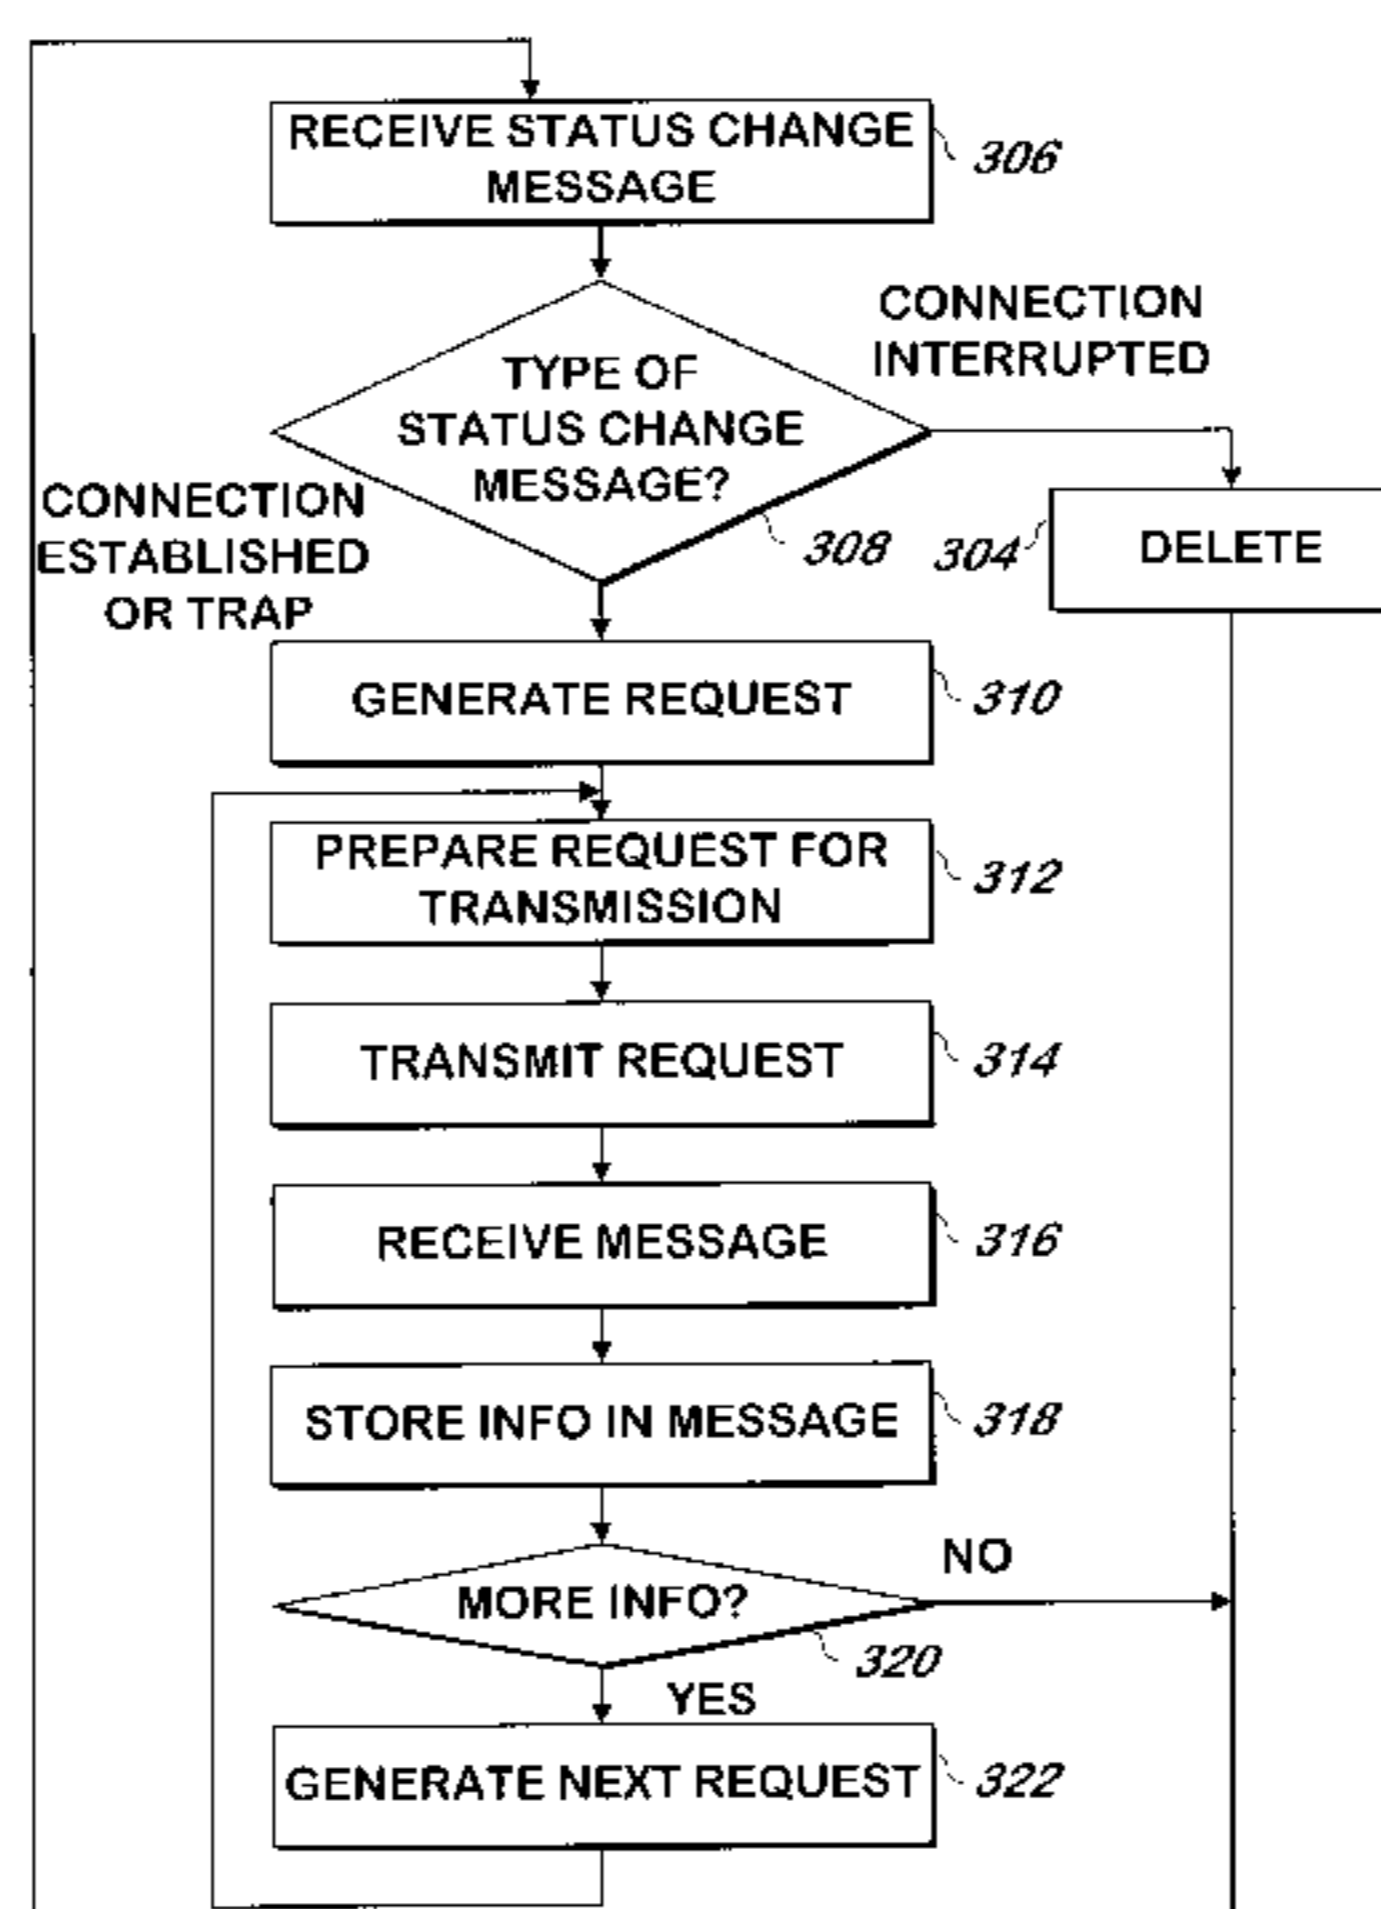 RECEIVE STATUS CHANGE
MESSAGE
306
CONNECTION
INTERRUPTED
TYPE OF
STATUS CHANGE
MESSAGE?
308
304
DELETE
CONNECTION
ESTABLISHED
OR TRAP
GENERATE REQUEST
310
PREPARE REQUEST FOR
TRANSMISSION
312
TRANSMIT REQUEST
314
RECEIVE MESSAGE
316
STORE INFO IN MESSAGE
318
MORE INFO?
NO
320
YES
GENERATE NEXT REQUEST
322